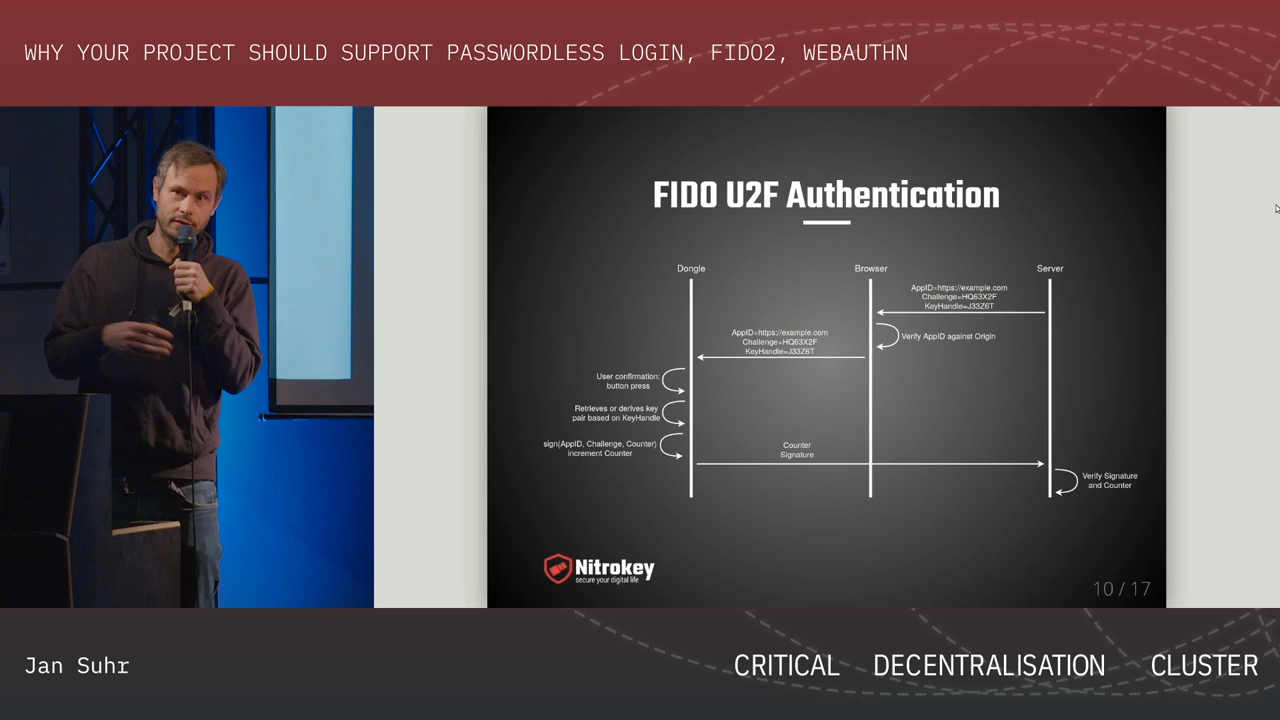 WHY YOUR PROJECT SHOULD SUPPORT PASSWORDLESS LOGIN, FIDO2, WEBAUTHN
FIDO U2F Authentication
Dongle
Browser
Server
AppID=https://example.com
Challenge=HQ63X2F
KeyHandle=J33Z6T
Verify AppID against Origin
AppID=https://example.com
Challenge=HQ63X2F
KeyHandle=J33Z6T
User confirmation:
button press
Retrieves or derives key
pair based on KeyHandle
sign(AppID, Challenge, Counter)
increment Counter
Counter
Signature
Verify Signature
and Counter
Nitrokey
secure your digital life
10 / 17
Jan Suhr
CRITICAL DECENTRALISATION CLUSTER